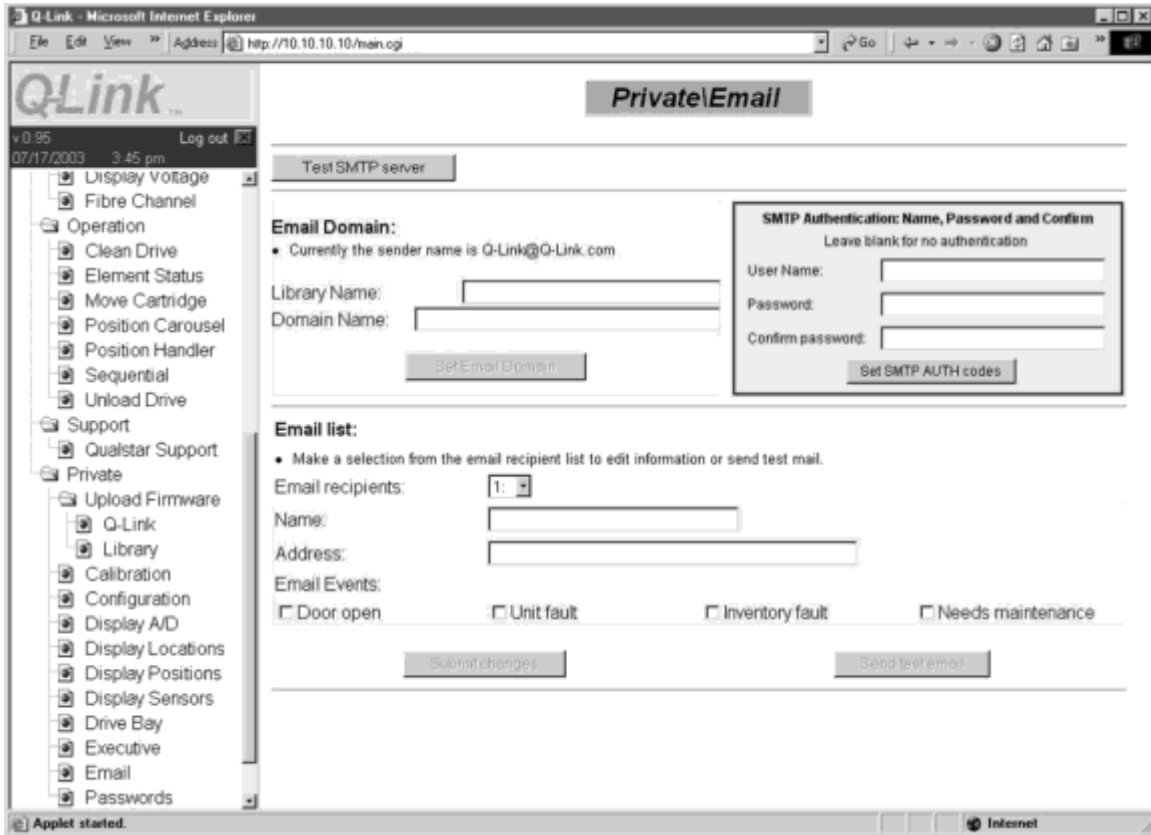 Q-Link - Microsoft Internet Explorer
File Edit View » Address http://10.10.10.10/main.cgi Go »
Q-Link™
v 0.95 Log out
07/17/2003 3:45 pm
Display Voltage
Fibre Channel
Operation
Clean Drive
Element Status
Move Cartridge
Position Carousel
Position Handler
Sequential
Unload Drive
Support
Qualstar Support
Private
Upload Firmware
Q-Link
Library
Calibration
Configuration
Display A/D
Display Locations
Display Positions
Display Sensors
Drive Bay
Executive
Email
Passwords
Private\Email
Test SMTP server
Email Domain:
• Currently the sender name is Q-Link@Q-Link.com
Library Name:
Domain Name:
Set Email Domain
SMTP Authentication: Name, Password and Confirm
Leave blank for no authentication
User Name:
Password:
Confirm password:
Set SMTP AUTH codes
Email list:
• Make a selection from the email recipient list to edit information or send test mail.
Email recipients: 1:
Name:
Address:
Email Events:
Door open Unit fault Inventory fault Needs maintenance
Submit changes Send test email
Applet started. Internet